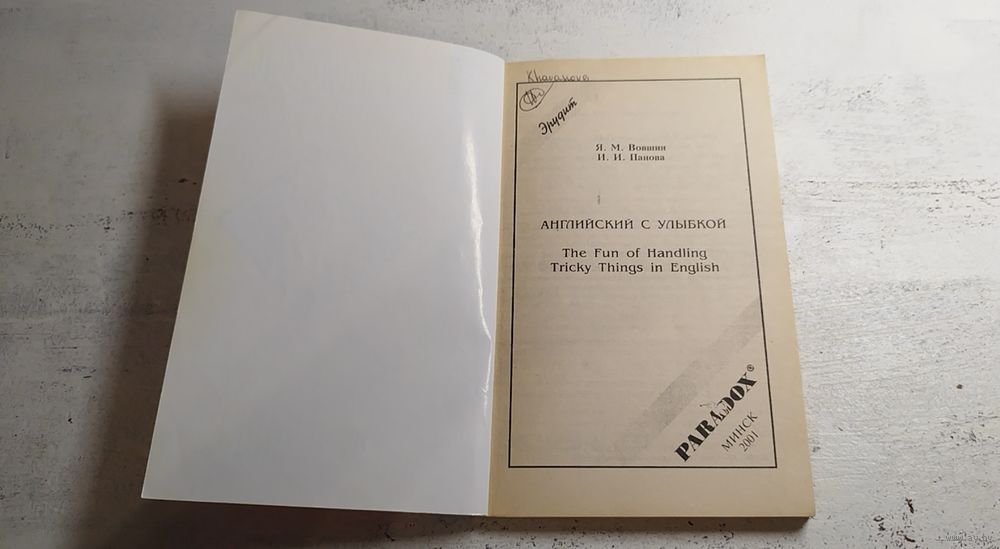 Khavanova
Эрудит
Я. М. Вовшин
И. И. Панова
АНГЛИЙСКИЙ С УЛЫБКОЙ
The Fun of Handling
Tricky Things in English
PARADOX®
МИНСК
2001